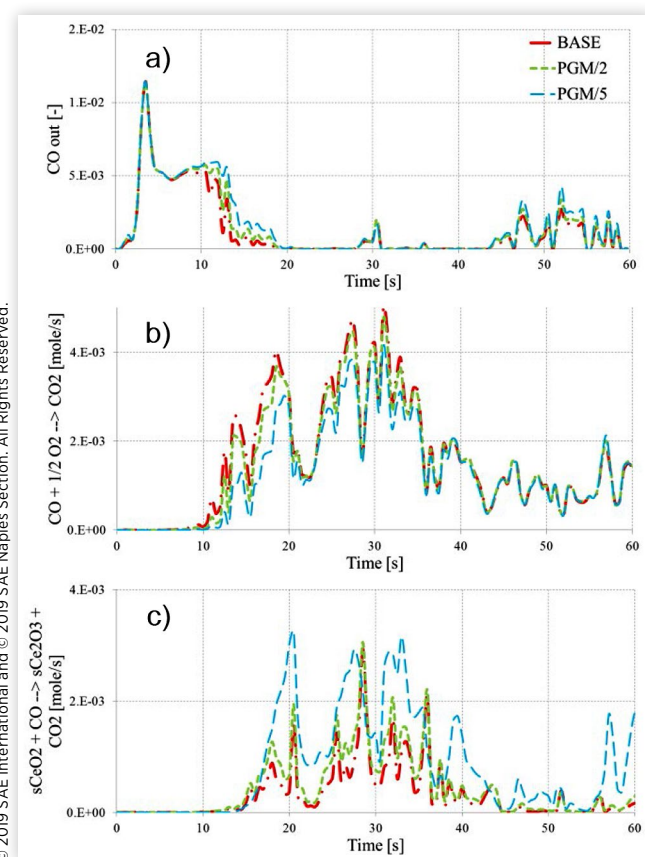 © 2019 SAE International and © 2019 SAE Naples Section. All Rights Reserved.
2.E-02
1.E-02
5.E-03
0.E+00
CO out [-]
a)
BASE
PGM/2
PGM/5
0 10 20 30 40 50 60
Time [s]
4.E-03
2.E-03
0.E+00
CO + 1/2 O2 --> CO2 [mole/s]
b)
0 10 20 30 40 50 60
Time [s]
4.E-03
2.E-03
0.E+00
sCeO2 + CO --> sCe2O3 +
CO2 [mole/s]
c)
0 10 20 30 40 50 60
Time [s]